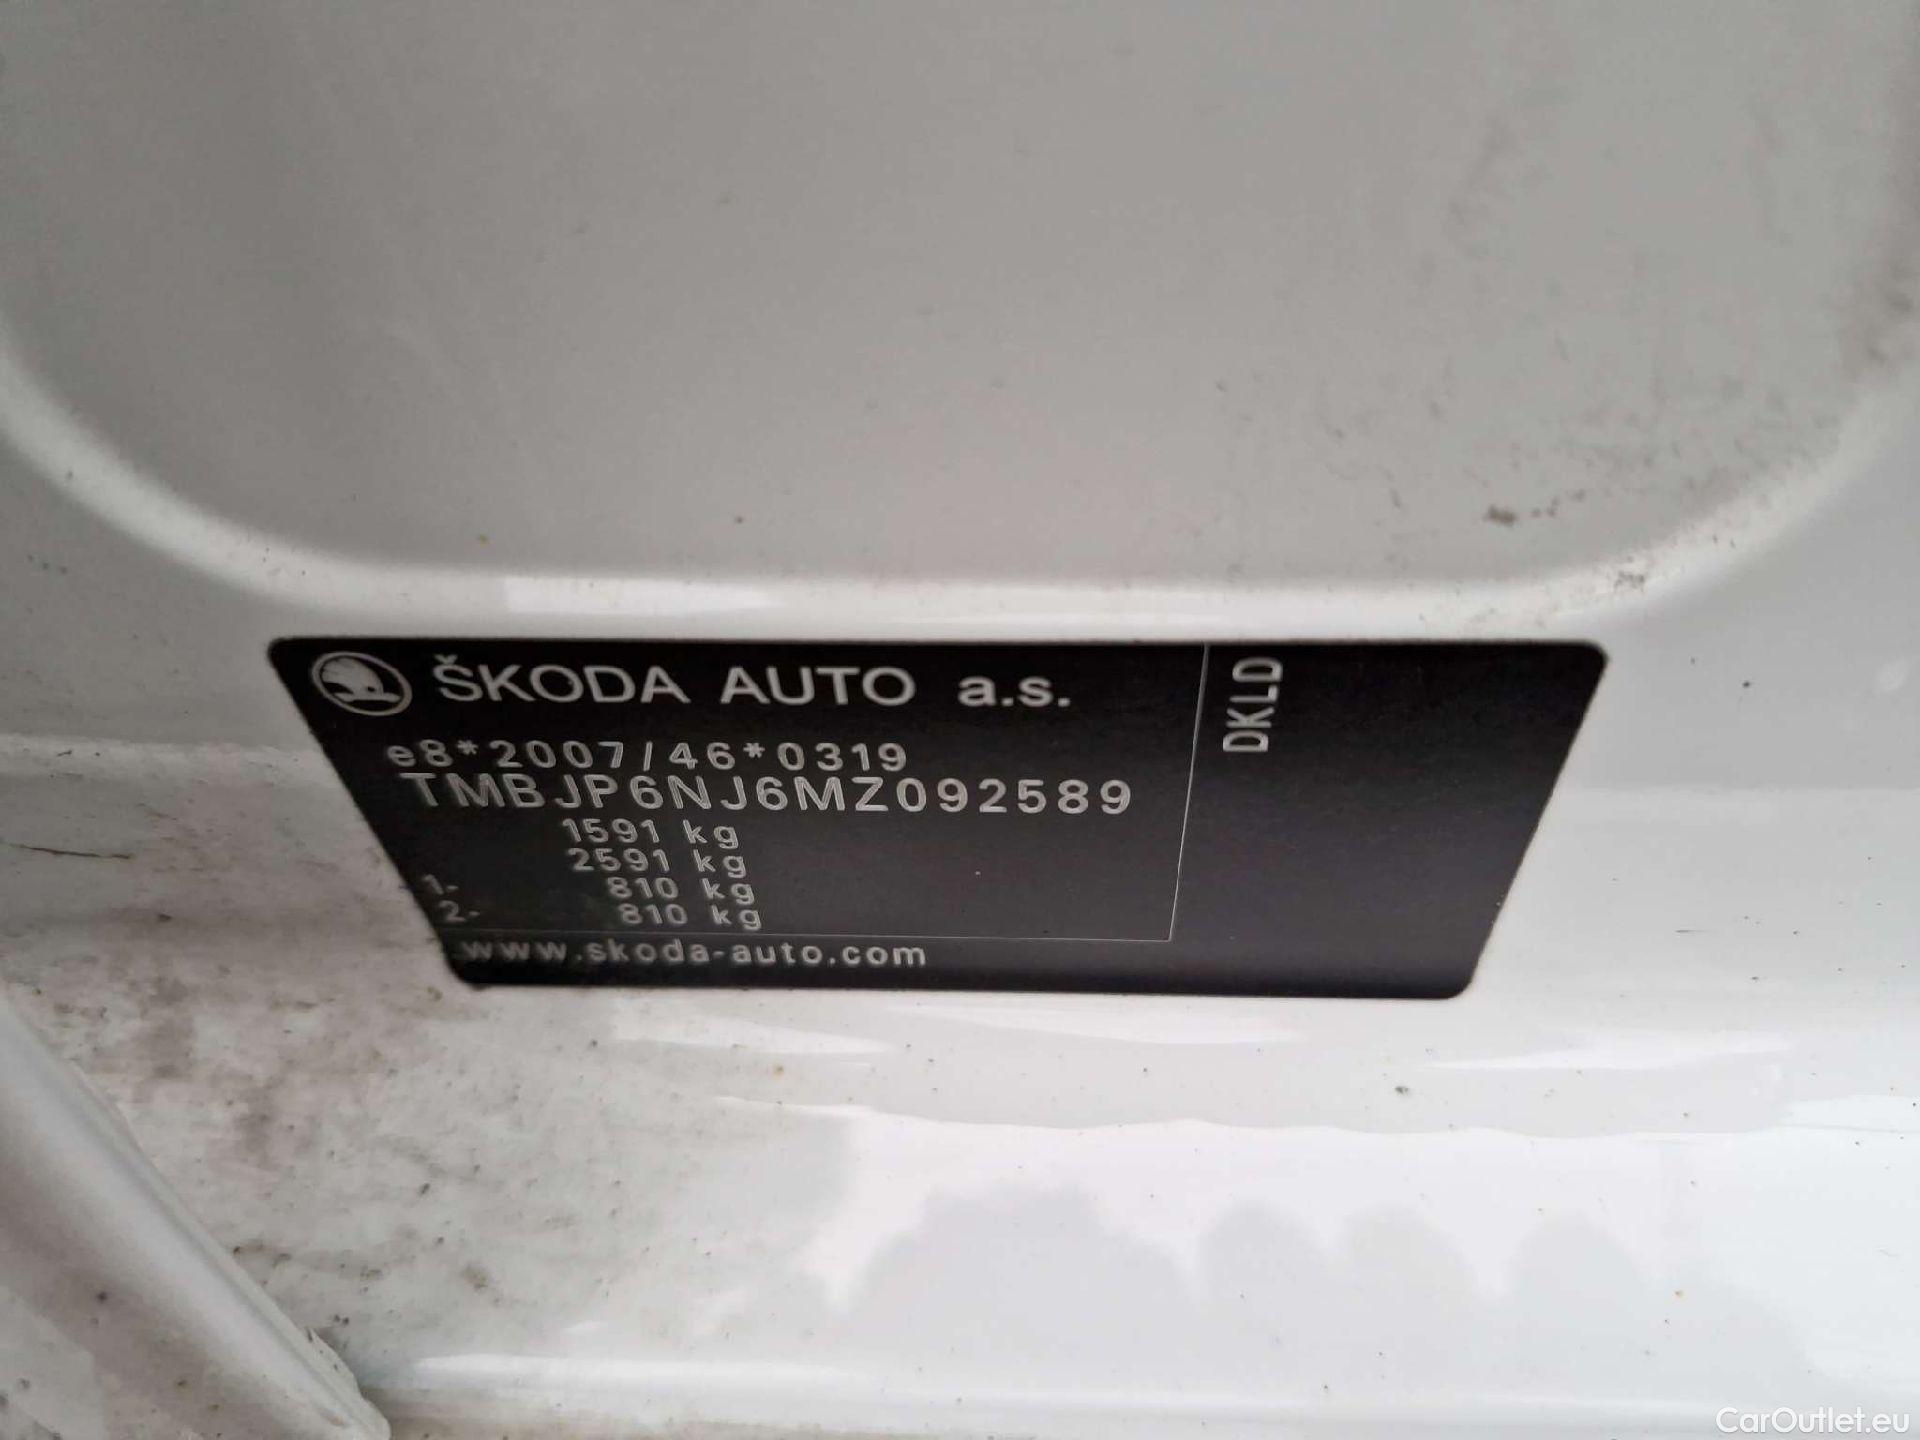 ŠKODA AUTO a.s.
e8*2007/46*0319
TMBJP6NJ6MZ092589
1591 kg
2591 kg
1- 810 kg
2- 810 kg
www.skoda-auto.com
DKLD
CarOutlet.eu